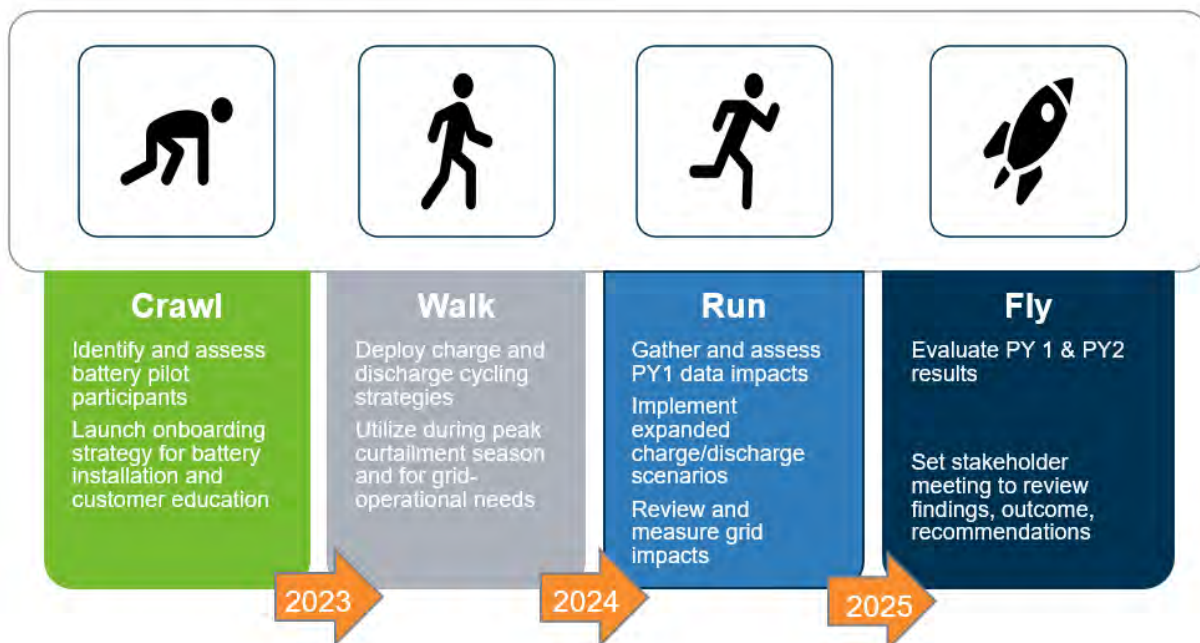 Crawl
Identify and assess
battery pilot
participants
Launch onboarding
strategy for battery
installation and
customer education
Walk
Deploy charge and
discharge cycling
strategies
Utilize during peak
curtailment season
and for grid-
operational needs
Run
Gather and assess
PY1 data impacts
Implement
expanded
charge/discharge
scenarios
Review and
measure grid
impacts
Fly
Evaluate PY 1 & PY2
results
Set stakeholder
meeting to review
findings, outcome,
recommendations
2023
2024
2025